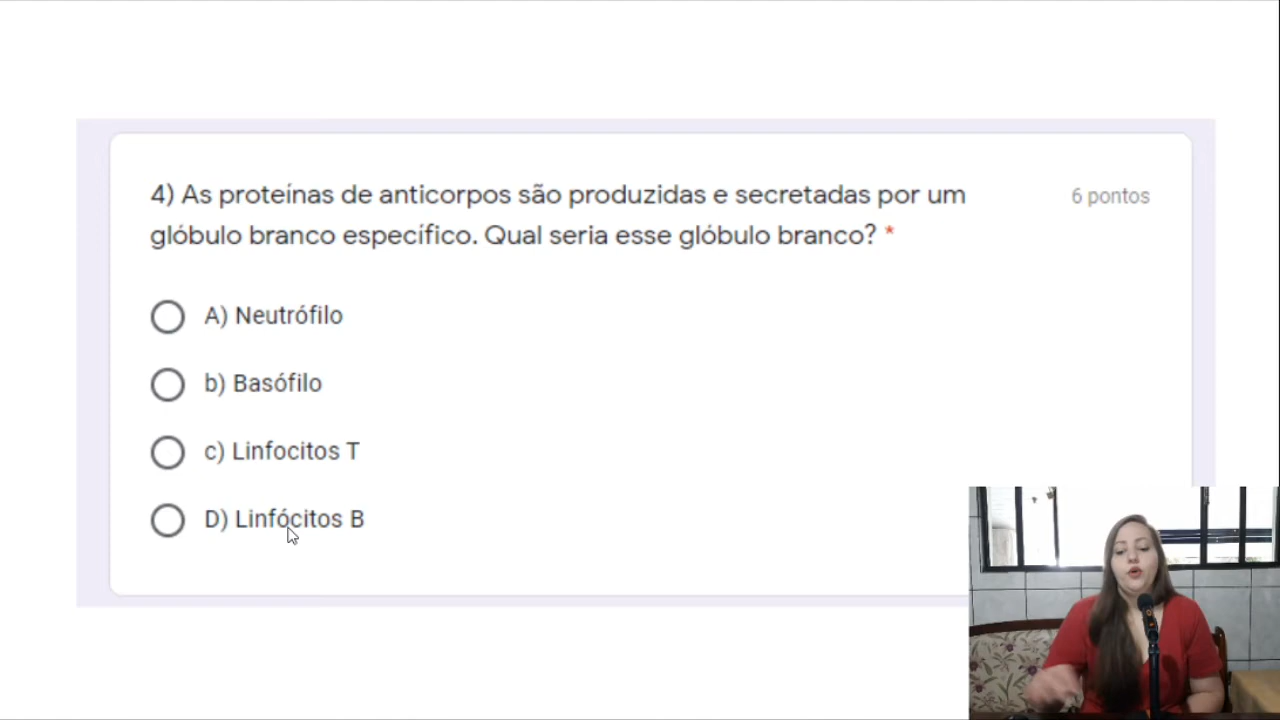 4) As proteínas de anticorpos são produzidas e secretadas por um
6 pontos
glóbulo branco específico. Qual seria esse glóbulo branco? *
A) Neutrófilo
b) Basófilo
c) Linfocitos T
D) Linfócitos B